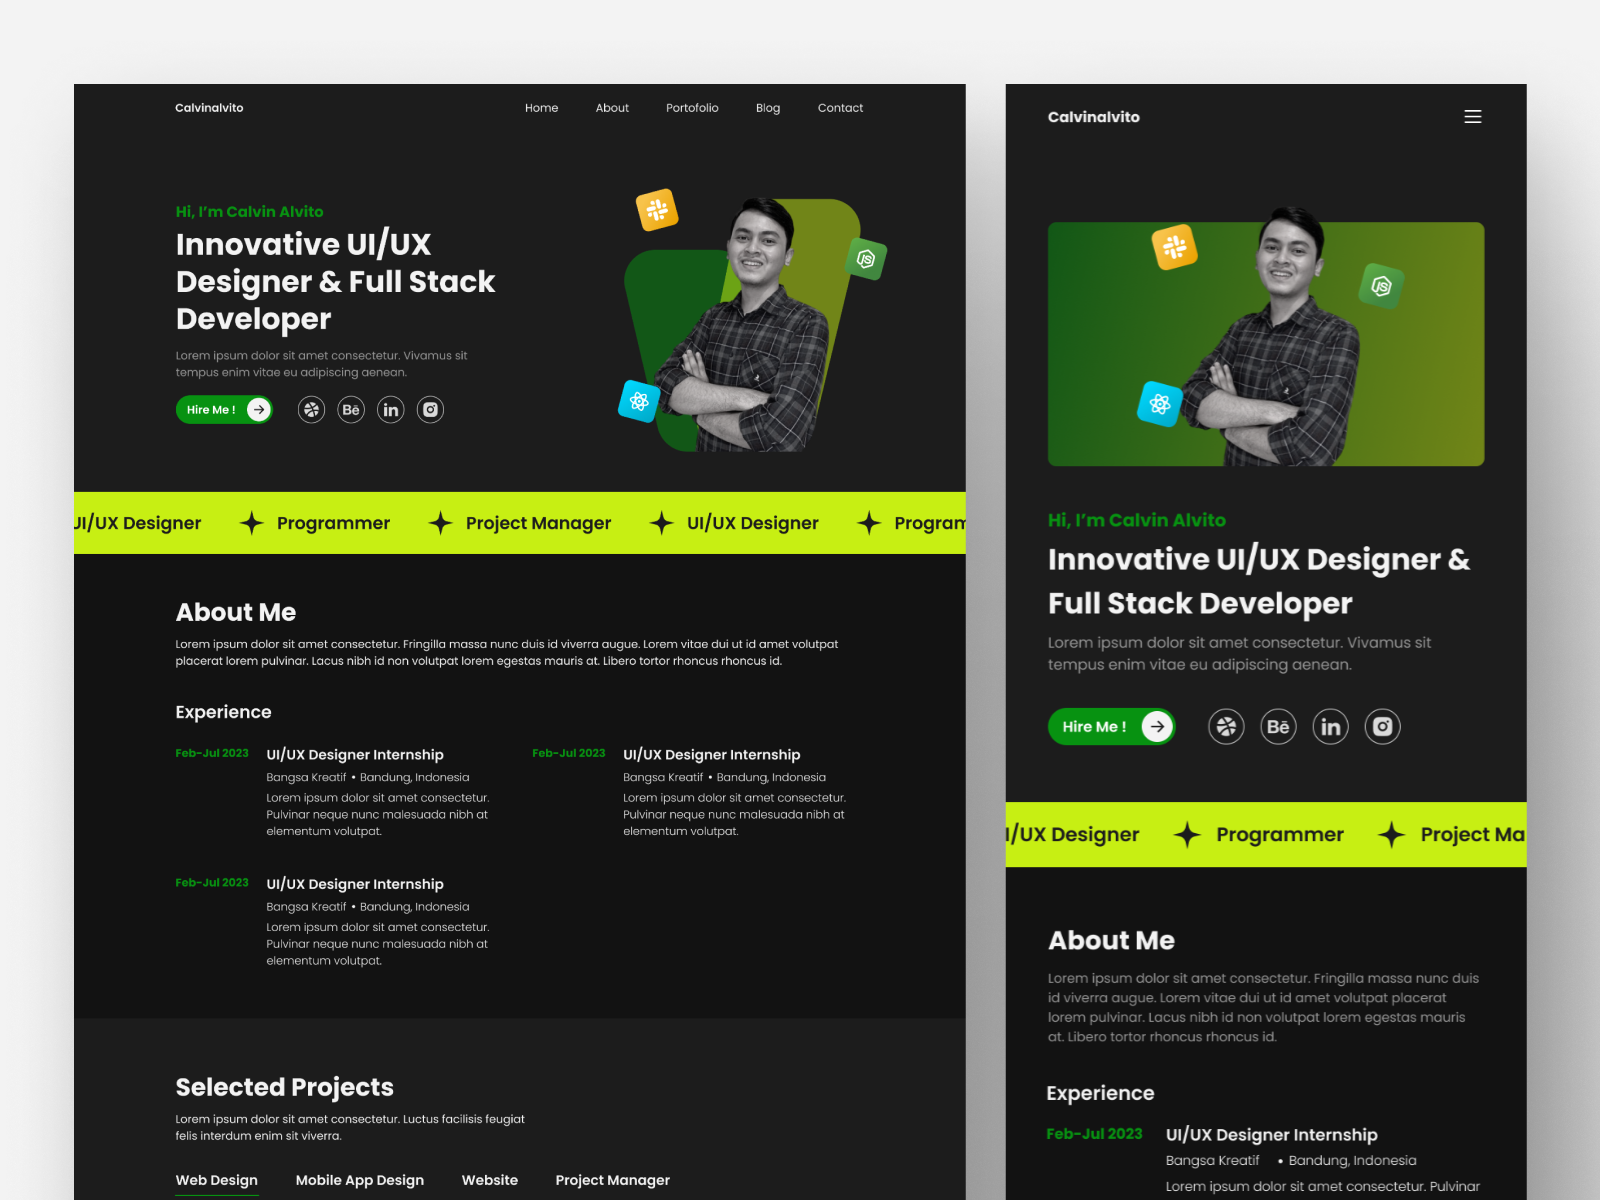 Calvinalvito
Home About Portofolio Blog Contact
Hi, I'm Calvin Alvito
Innovative UI/UX
Designer & Full Stack
Developer
Lorem ipsum dolor sit amet consectetur. Vivamus sit
tempus enim vitae eu adipiscing aenean.
Hire Me !
Bē
in
JS
UI/UX Designer Programmer Project Manager UI/UX Designer Program
About Me
Lorem ipsum dolor sit amet consectetur. Fringilla massa nunc duis id viverra augue. Lorem vitae dui ut id amet volutpat
placerat lorem pulvinar. Lacus nibh id non volutpat lorem egestas mauris at. Libero tortor rhoncus rhoncus id.
Experience
Feb-Jul 2023
UI/UX Designer Internship
Bangsa Kreatif • Bandung, Indonesia
Lorem ipsum dolor sit amet consectetur.
Pulvinar neque nunc malesuada nibh at
elementum volutpat.
Feb-Jul 2023
UI/UX Designer Internship
Bangsa Kreatif • Bandung, Indonesia
Lorem ipsum dolor sit amet consectetur.
Pulvinar neque nunc malesuada nibh at
elementum volutpat.
Feb-Jul 2023
UI/UX Designer Internship
Bangsa Kreatif • Bandung, Indonesia
Lorem ipsum dolor sit amet consectetur.
Pulvinar neque nunc malesuada nibh at
elementum volutpat.
Selected Projects
Lorem ipsum dolor sit amet consectetur. Luctus facilisis feugiat
felis interdum enim sit viverra.
Web Design Mobile App Design Website Project Manager
Calvinalvito
JS
Hi, I'm Calvin Alvito
Innovative UI/UX Designer &
Full Stack Developer
Lorem ipsum dolor sit amet consectetur. Vivamus sit
tempus enim vitae eu adipiscing aenean.
Hire Me !
Bē
in
I/UX Designer Programmer Project Ma
About Me
Lorem ipsum dolor sit amet consectetur. Fringilla massa nunc duis
id viverra augue. Lorem vitae dui ut id amet volutpat placerat
lorem pulvinar. Lacus nibh id non volutpat lorem egestas mauris
at. Libero tortor rhoncus rhoncus id.
Experience
Feb-Jul 2023
UI/UX Designer Internship
Bangsa Kreatif • Bandung, Indonesia
Lorem ipsum dolor sit amet consectetur. Pulvinar